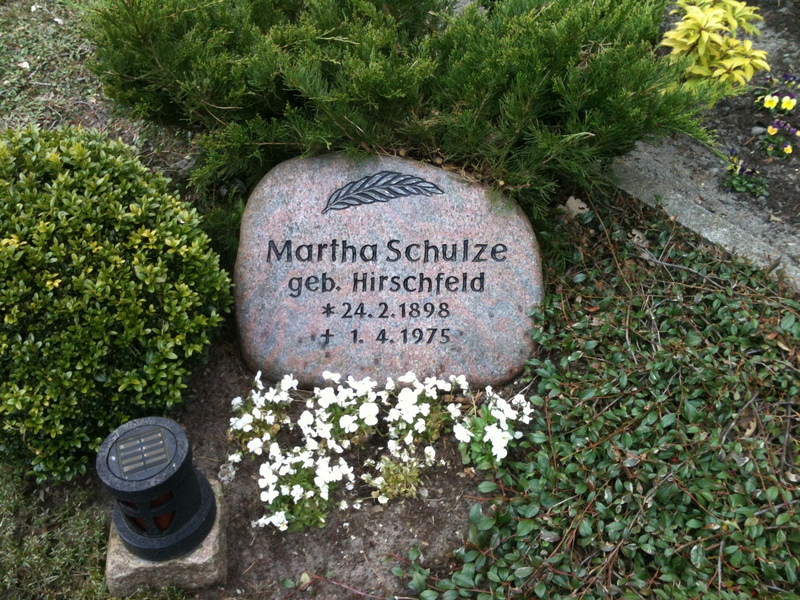 Martha Schulze
geb. Hirschfeld
* 24.2.1898
† 1.4.1975